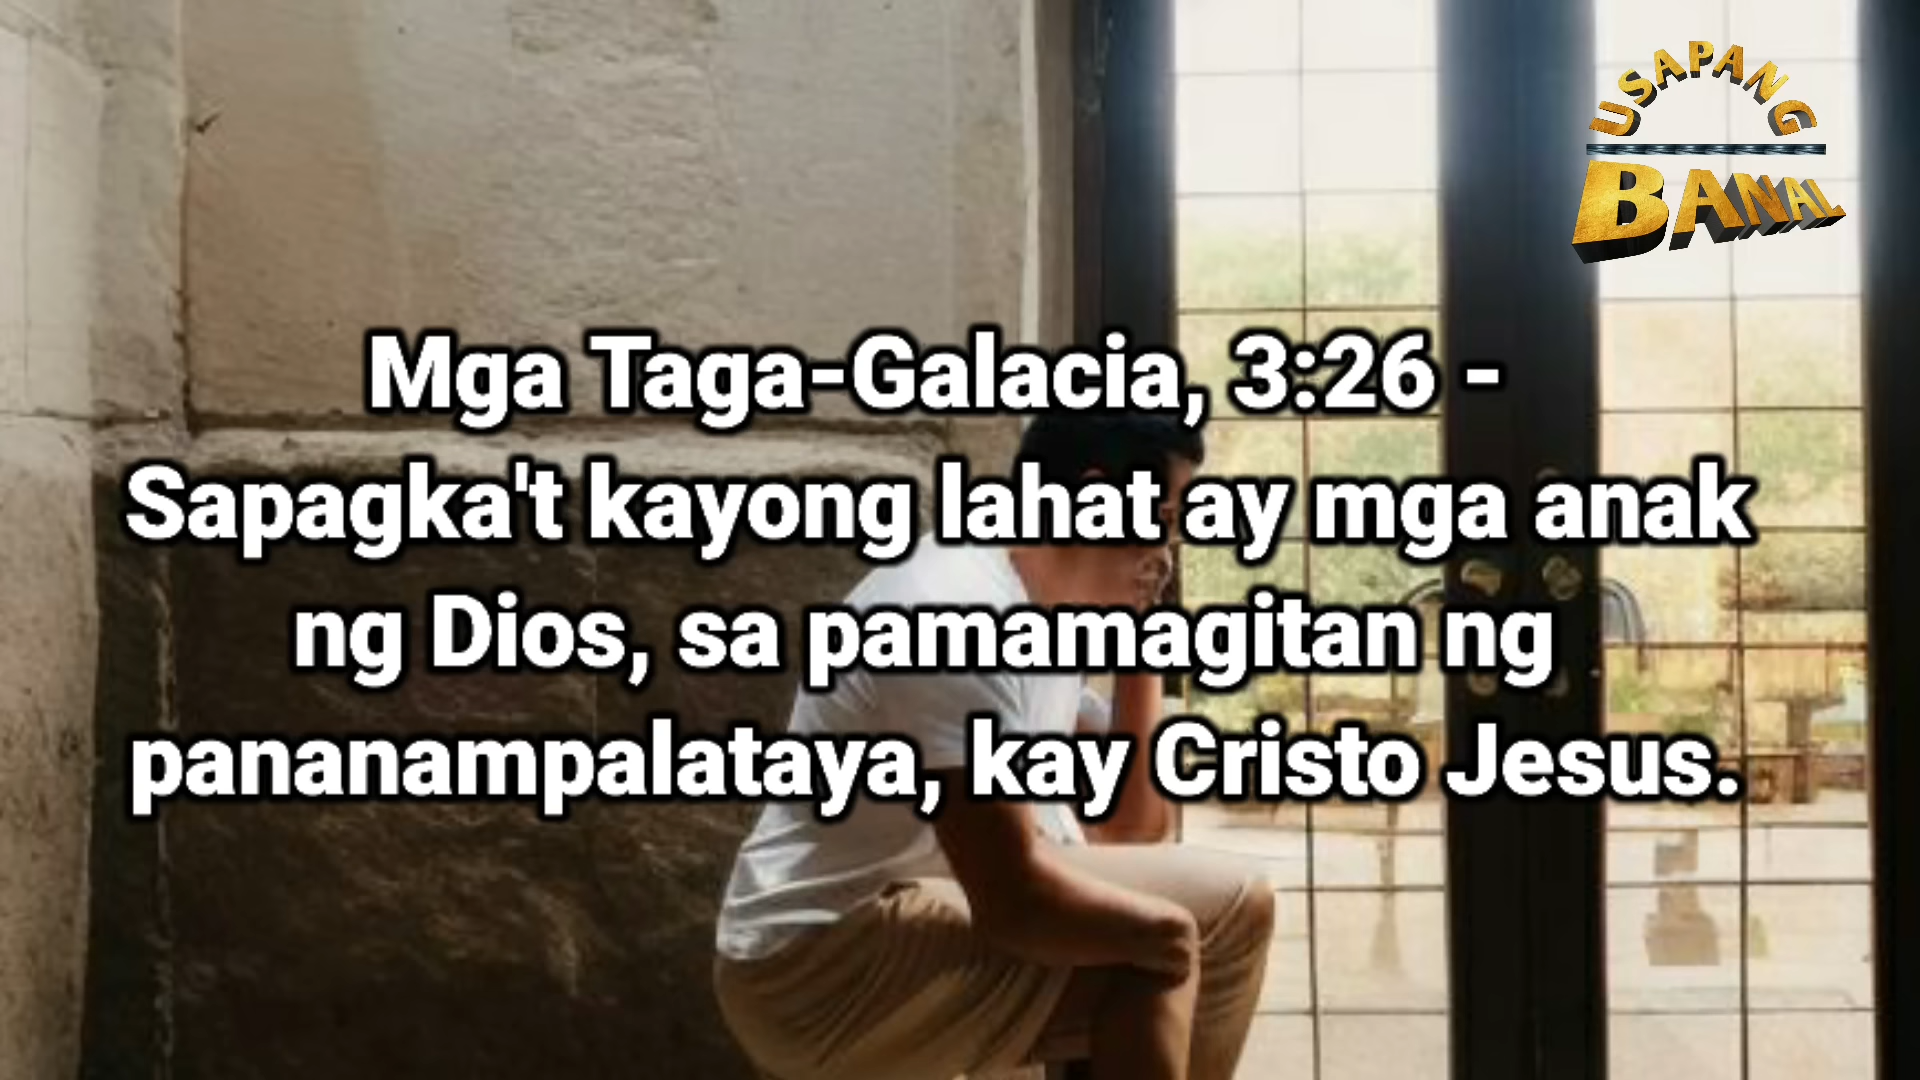 USAPANG
BANAL
Mga Taga-Galacia, 3:26 -
Sapagka't kayong lahat ay mga anak
ng Dios, sa pamamagitan ng
pananampalataya, kay Cristo Jesus.